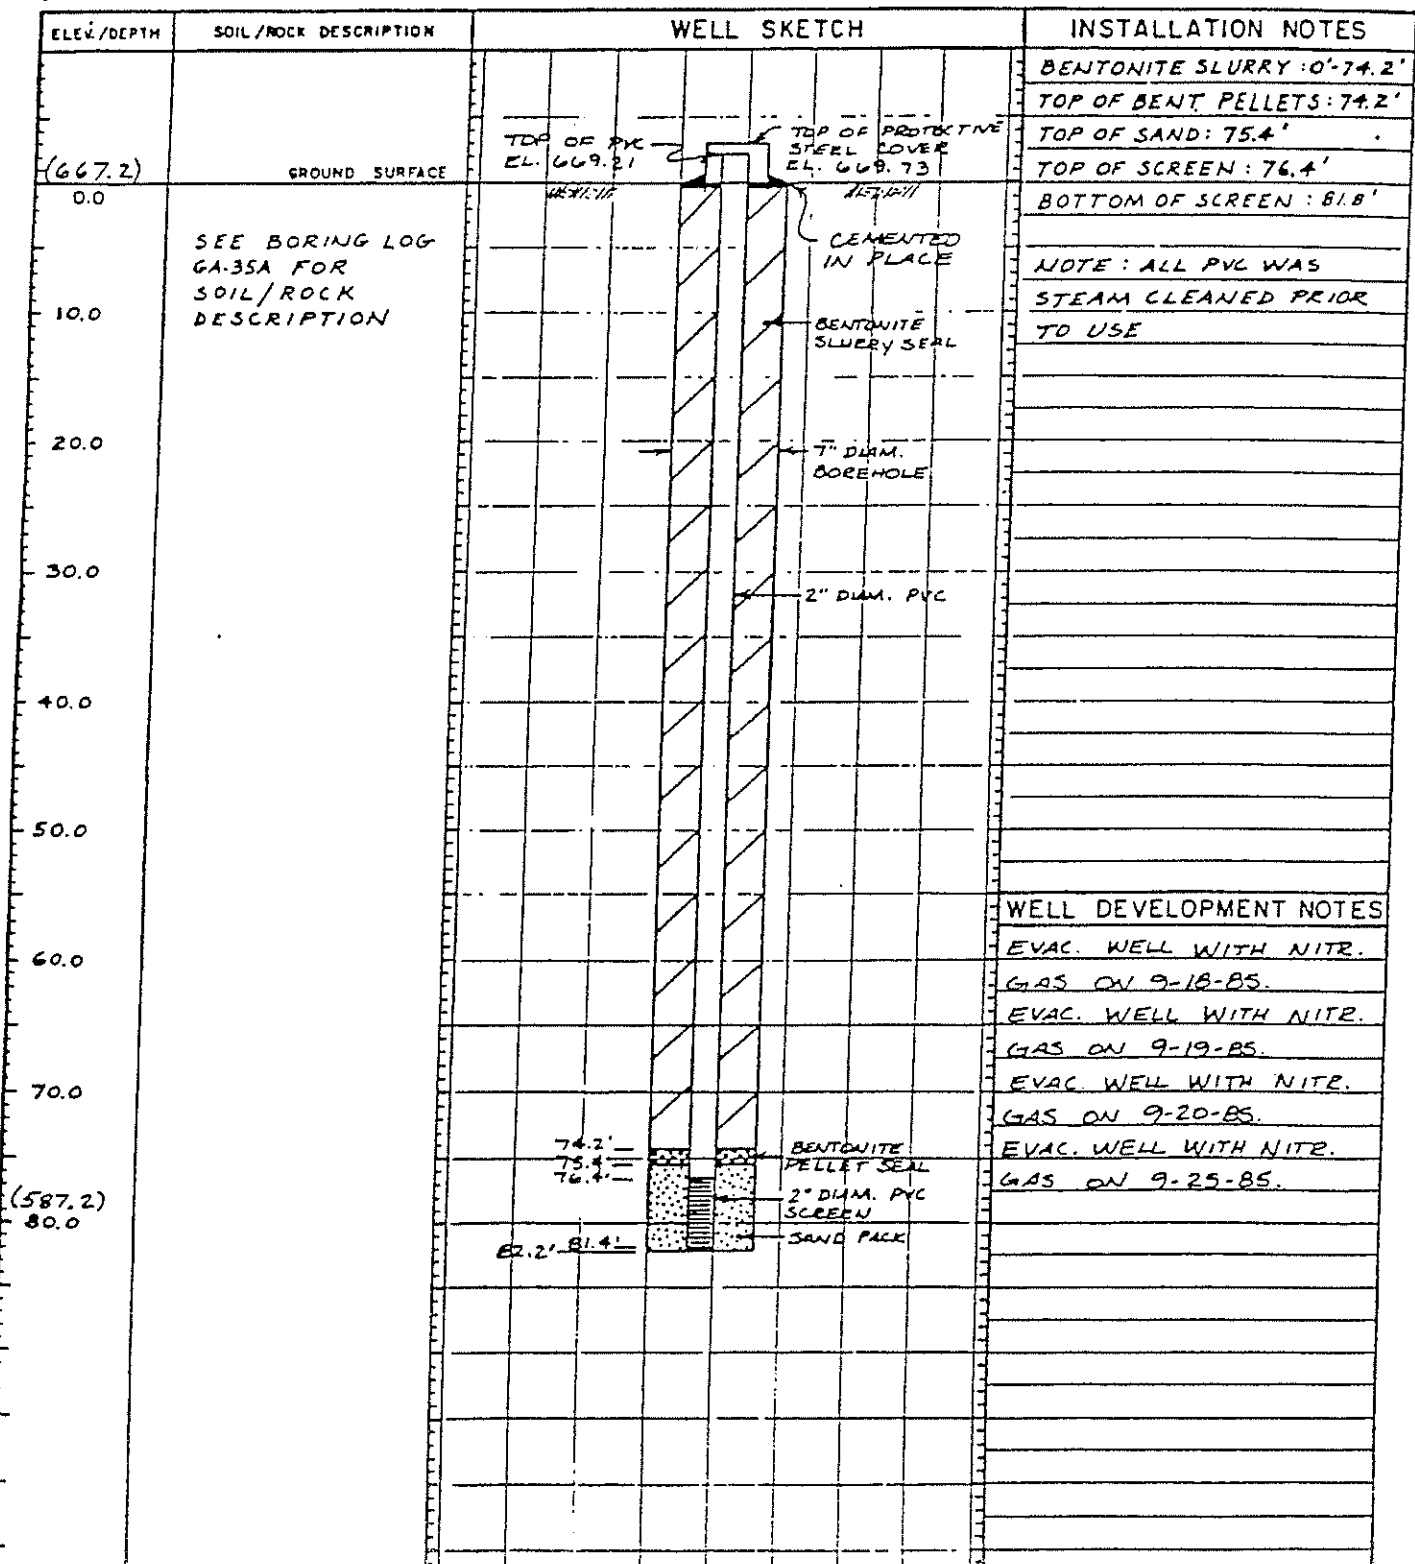 ELEV./DEPTH
SOIL/ROCK DESCRIPTION
WELL SKETCH
INSTALLATION NOTES
BENTONITE SLURRY : 0'-74.2'
TOP OF BENT. PELLETS : 74.2'
TOP OF SAND : 75.4'
TOP OF SCREEN : 76.4'
BOTTOM OF SCREEN : 81.8'
NOTE : ALL PVC WAS
STEAM CLEANED PRIOR
TO USE
(667.2)
GROUND SURFACE
0.0
SEE BORING LOG
GA-35A FOR
SOIL/ROCK
DESCRIPTION
10.0
20.0
30.0
40.0
50.0
60.0
70.0
(587.2)
80.0
TOP OF PVC
EL. 669.21
TOP OF PROTECTIVE
STEEL COVER
EL. 669.73
CEMENTED
IN PLACE
BENTONITE
SLURRY SEAL
7" DIAM.
BOREHOLE
2" DIAM. PVC
74.2'
75.4'
76.4'
BENTONITE
PELLET SEAL
2" DIAM. PVC
SCREEN
SAND PACK
82.2' 81.4'
WELL DEVELOPMENT NOTES
EVAC. WELL WITH NITR.
GAS ON 9-18-85.
EVAC. WELL WITH NITR.
GAS ON 9-19-85.
EVAC. WELL WITH NITR.
GAS ON 9-20-85.
EVAC. WELL WITH NITR.
GAS ON 9-25-85.